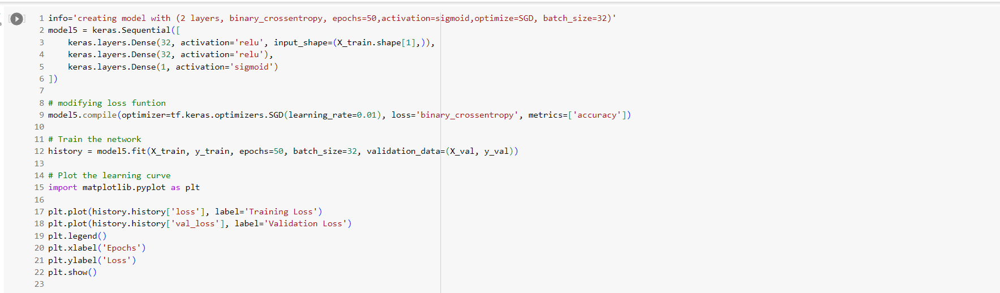 1 info='creating model with (2 layers, binary_crossentropy, epochs=50,activation=sigmoid,optimize=SGD, batch_size=32)'
2 model5 = keras.Sequential([
3     keras.layers.Dense(32, activation='relu', input_shape=(X_train.shape[1],)),
4     keras.layers.Dense(32, activation='relu'),
5     keras.layers.Dense(1, activation='sigmoid')
6 ])
7
8 # modifying loss funtion
9 model5.compile(optimizer=tf.keras.optimizers.SGD(learning_rate=0.01), loss='binary_crossentropy', metrics=['accuracy'])
10
11 # Train the network
12 history = model5.fit(X_train, y_train, epochs=50, batch_size=32, validation_data=(X_val, y_val))
13
14 # Plot the learning curve
15 import matplotlib.pyplot as plt
16
17 plt.plot(history.history['loss'], label='Training Loss')
18 plt.plot(history.history['val_loss'], label='Validation Loss')
19 plt.legend()
20 plt.xlabel('Epochs')
21 plt.ylabel('Loss')
22 plt.show()
23